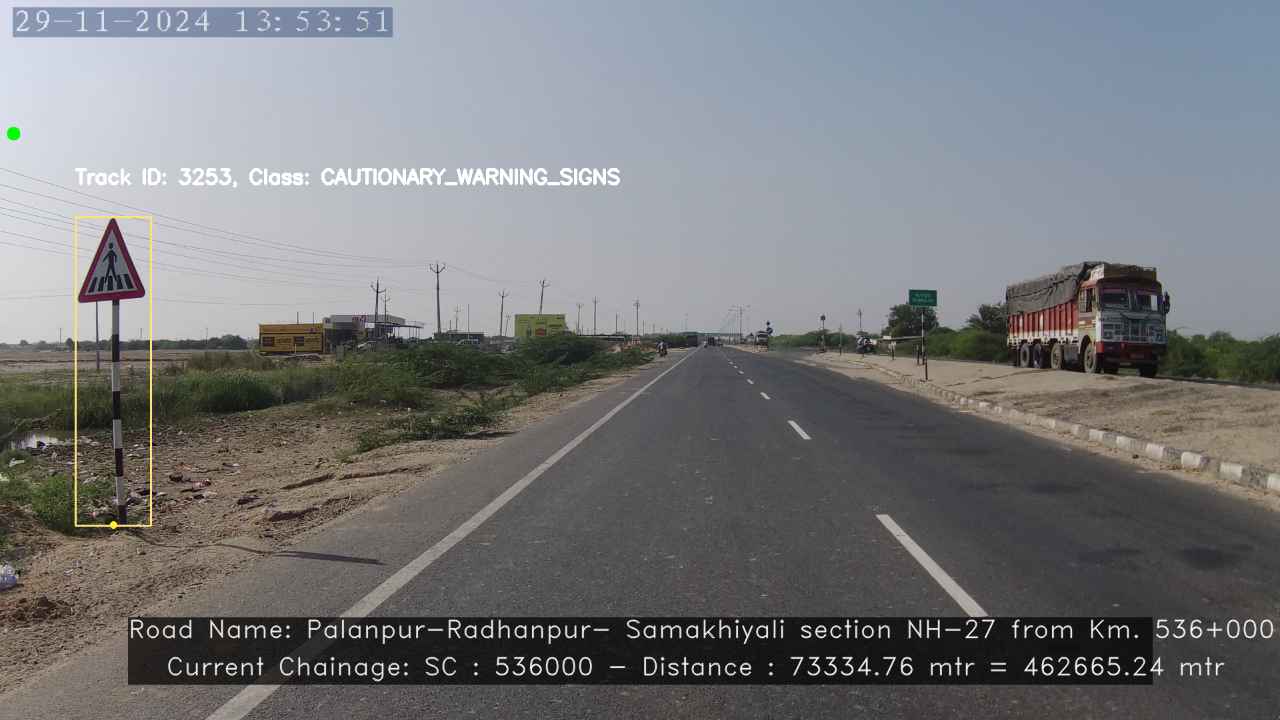 29-11-2024 13:53:51
Track ID: 3253, Class: CAUTIONARY_WARNING_SIGNS
Road Name: Palanpur-Radhanpur- Samakhiyali section NH-27 from Km. 536+000
Current Chainage: SC : 536000 - Distance : 73334.76 mtr = 462665.24 mtr